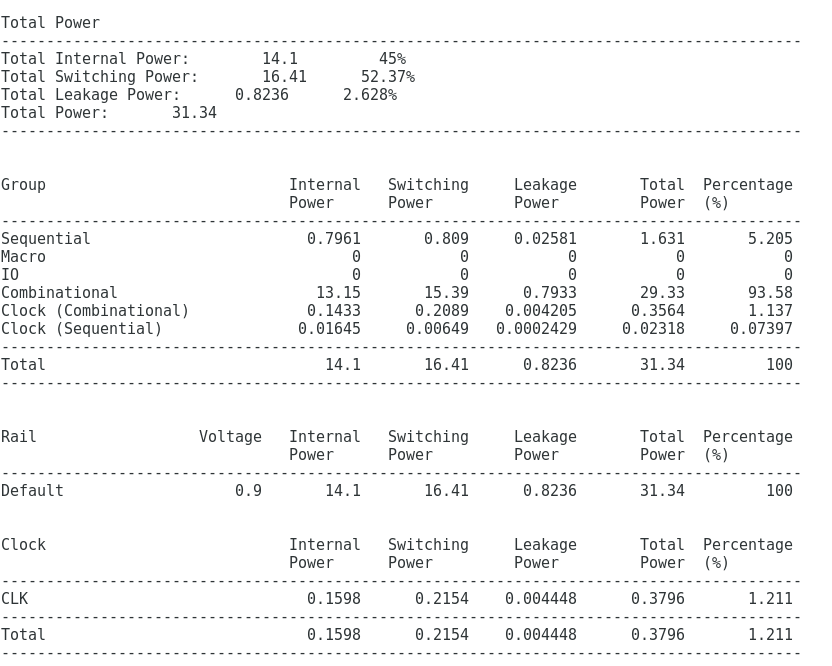 Total Power
-----------------------------------------------------------------------------------------
Total Internal Power:        14.1         45%
Total Switching Power:       16.41      52.37%
Total Leakage Power:      0.8236      2.628%
Total Power:       31.34
-----------------------------------------------------------------------------------------
Group                           Internal   Switching     Leakage       Total  Percentage
                                Power      Power         Power         Power  (%)
-----------------------------------------------------------------------------------------
Sequential                        0.7961       0.809     0.02581       1.631       5.205
Macro                                  0           0           0           0           0
IO                                     0           0           0           0           0
Combinational                      13.15       15.39      0.7933       29.33       93.58
Clock (Combinational)             0.1433      0.2089    0.004205      0.3564       1.137
Clock (Sequential)               0.01645     0.00649   0.0002429     0.02318     0.07397
-----------------------------------------------------------------------------------------
Total                               14.1       16.41      0.8236       31.34         100
-----------------------------------------------------------------------------------------
Rail                  Voltage   Internal   Switching     Leakage       Total  Percentage
                                Power      Power         Power         Power  (%)
-----------------------------------------------------------------------------------------
Default                   0.9       14.1       16.41      0.8236       31.34         100
Clock                           Internal   Switching     Leakage       Total  Percentage
                                Power      Power         Power         Power  (%)
-----------------------------------------------------------------------------------------
CLK                               0.1598      0.2154    0.004448      0.3796       1.211
-----------------------------------------------------------------------------------------
Total                             0.1598      0.2154    0.004448      0.3796       1.211
-----------------------------------------------------------------------------------------